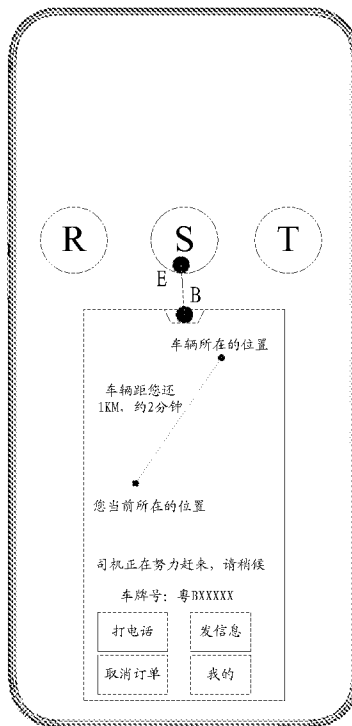 R S T
E
B
车辆所在的位置
车辆距您还
1KM，约2分钟
您当前所在的位置
司机正在努力赶来，请稍候
车牌号：粤BXXXXX
打电话 发信息
取消订单 我的